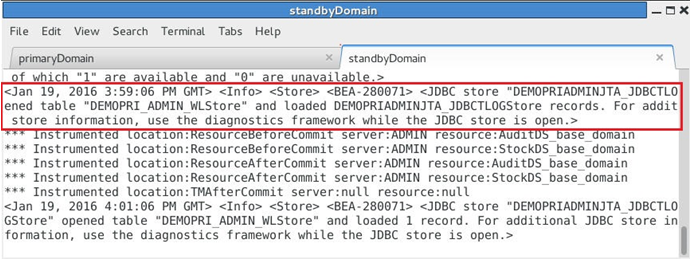 standbyDomain
File Edit View Search Terminal Tabs Help
primaryDomain × standbyDomain ×
of which "1" are available and "0" are unavailable.>
<Jan 19, 2016 3:59:06 PM GMT> <Info> <Store> <BEA-280071> <JDBC store "DEMOPRIADMINJTA_JDBCTLO
ened table "DEMOPRI_ADMIN_WLStore" and loaded DEMOPRIADMINJTA_JDBCTLOGStore records. For addit
store information, use the diagnostics framework while the JDBC store is open.>
*** Instrumented location:ResourceBeforeCommit server:ADMIN resource:AuditDS_base_domain
*** Instrumented location:ResourceBeforeCommit server:ADMIN resource:StockDS_base_domain
*** Instrumented location:ResourceAfterCommit server:ADMIN resource:AuditDS_base_domain
*** Instrumented location:ResourceAfterCommit server:ADMIN resource:StockDS_base_domain
*** Instrumented location:TMAfterCommit server:null resource:null
<Jan 19, 2016 4:01:06 PM GMT> <Info> <Store> <BEA-280071> <JDBC store "DEMOPRIADMINJTA_JDBCTLO
GStore" opened table "DEMOPRI_ADMIN_WLStore" and loaded 1 record. For additional JDBC store in
formation, use the diagnostics framework while the JDBC store is open.>